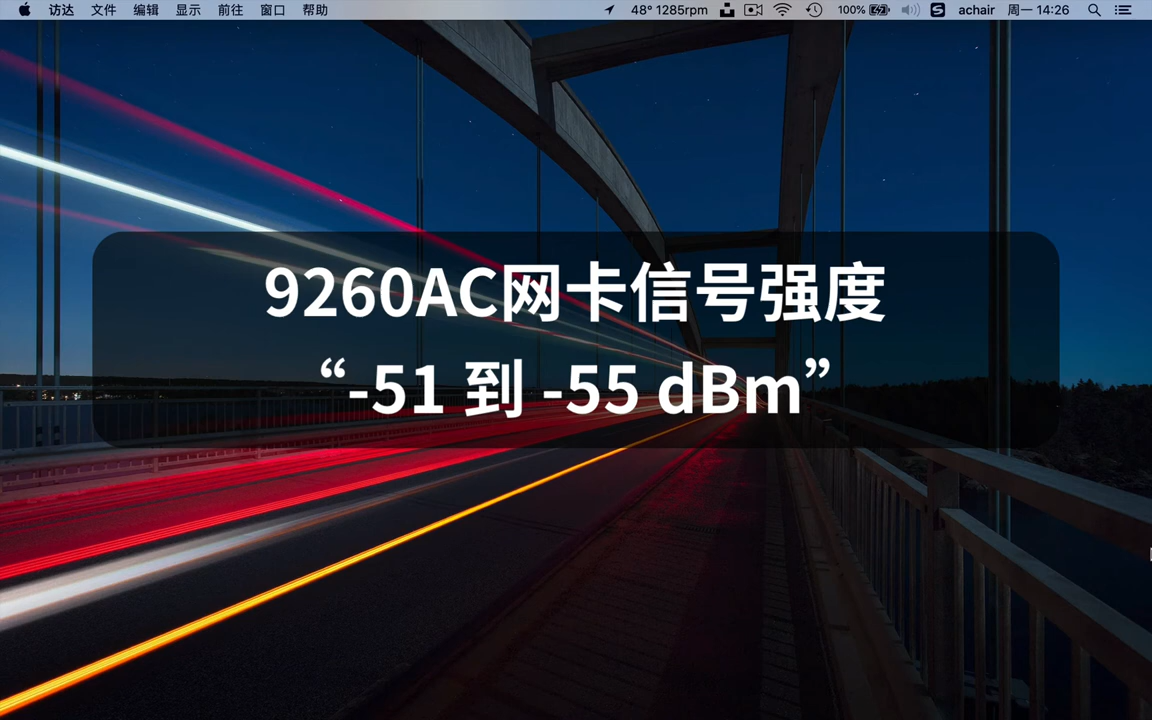 访达 文件 编辑 显示 前往 窗口 帮助 48° 1285rpm 100% achair 周一 14:26
9260AC网卡信号强度
“-51 到 -55 dBm”